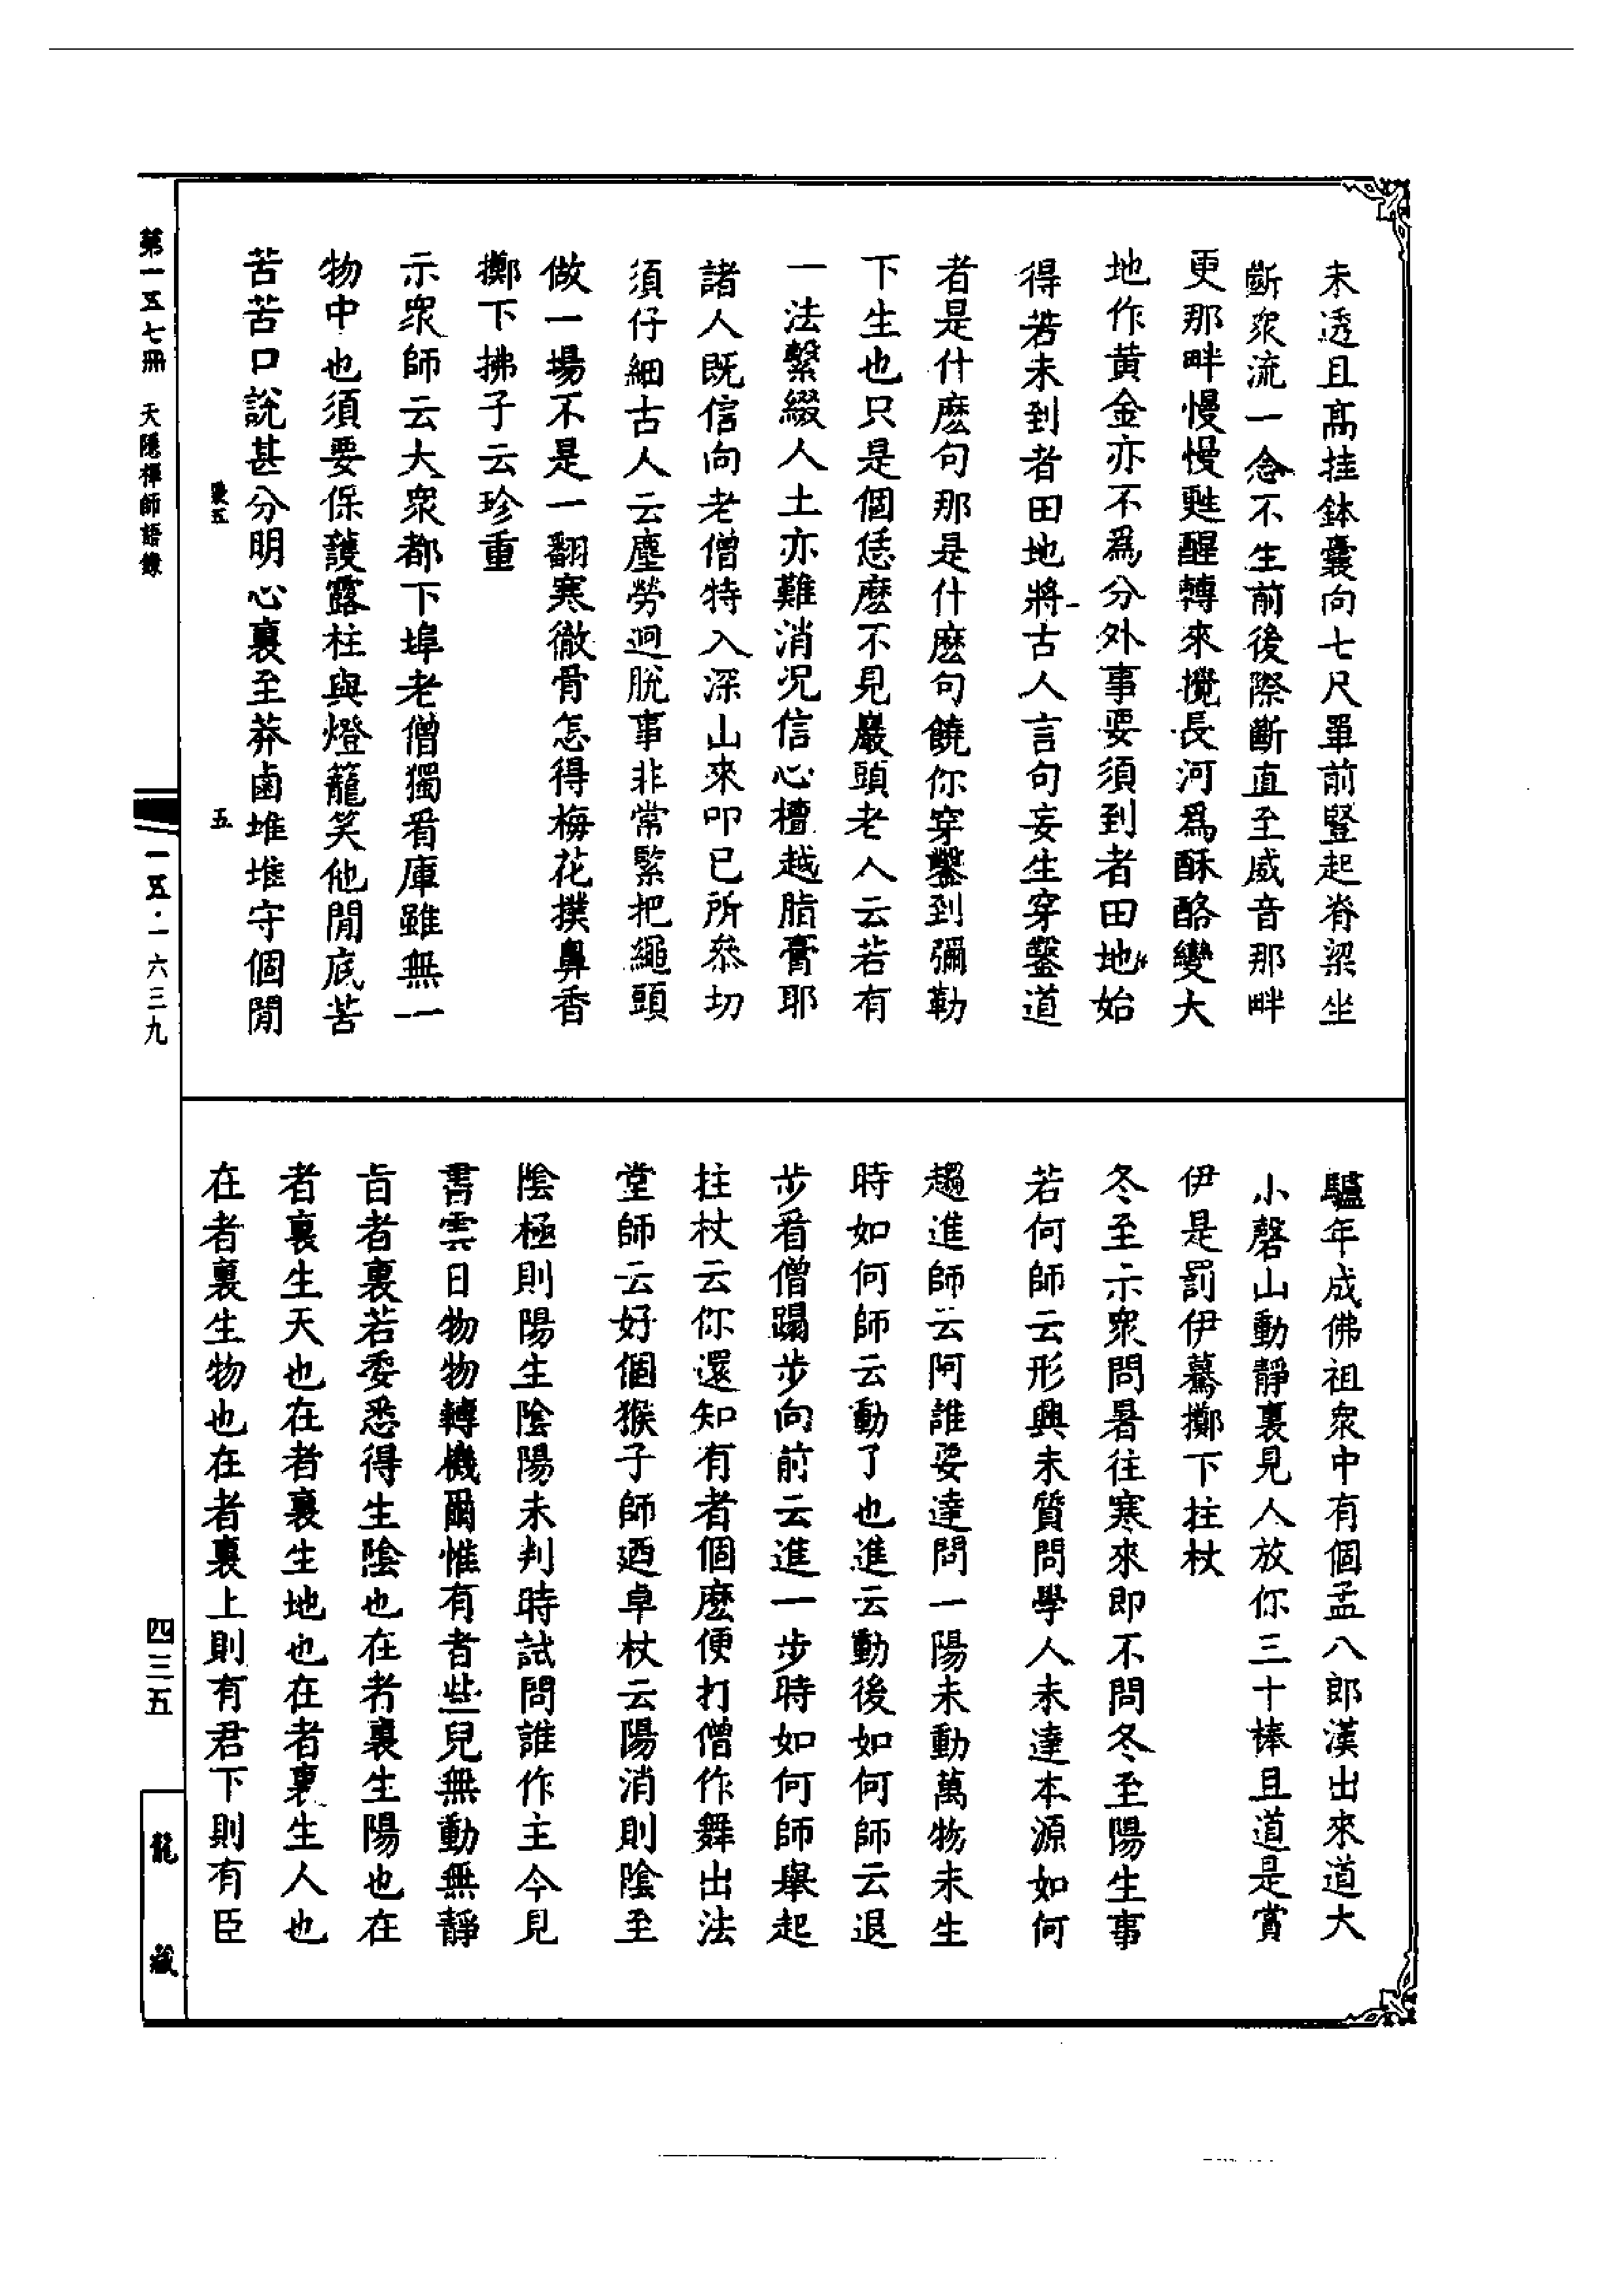 未透且高挂鉢囊向七尺單前豎起脊梁坐
斷衆流一念不生前後際斷直至威音那畔
更那畔慢慢甦醒轉來攪長河爲酥酪變大
地作黃金亦不爲分外事要須到者田地始
得若未到者田地將古人言句妄生穿鑿道
者是什麽句那是什麽句饒你穿鑿到彌勒
下生也只是個恁麽不見巖頭老人云若有
一法繫綴人土亦難消況信心檀越脂膏耶
諸人既信向老僧特入深山來叩已所叅切
須仔細古人云塵勞迥脫事非常緊把繩頭
做一場不是一翻寒徹骨怎得梅花撲鼻香
擲下拂子云珍重
示衆師云大衆都下埠老僧獨看庫雖無一
物中也須要保護露柱與燈籠笑他閒底苦
苦苦口說甚分明心裏至莽鹵堆堆守個閒
五
驢年成佛祖衆中有個孟八郎漢出來道大
小磬山動靜裏見人放你三十棒且道是賞
伊是罰伊驀擲下拄杖
冬至示衆問暑往寒來即不問冬至陽生事
若何師云形興未質問學人未達本源如何
趨進師云阿誰要達問一陽未動萬物未生
時如何師云動了也進云動後如何師云退
步看僧蹋步向前云進一步時如何師舉起
拄杖云你還知有者個麽便打僧作舞出法
堂師云好個猴子師迺卓杖云陽消則陰至
陰極則陽生陰陽未判時試問誰作主今見
書雲日物物轉機爾惟有者些兒無動無靜
旨者裏若委悉得生陰也在者裏生陽也在
者裏生天也在者裏生地也在者裏生人也
在者裏生物也在者裏上則有君下則有臣
第一五七冊 天隱禪師語錄
一五·一六三九
四三五
龍藏